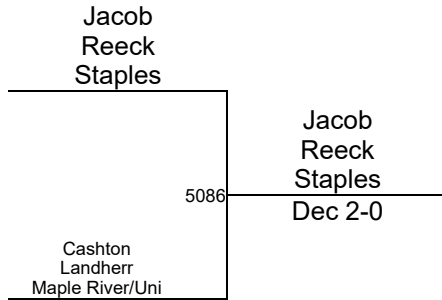 Jacob
Reeck
Staples
Jacob
Reeck
Staples
5086
Dec 2-0
Cashton
Landherr
Maple River/Uni